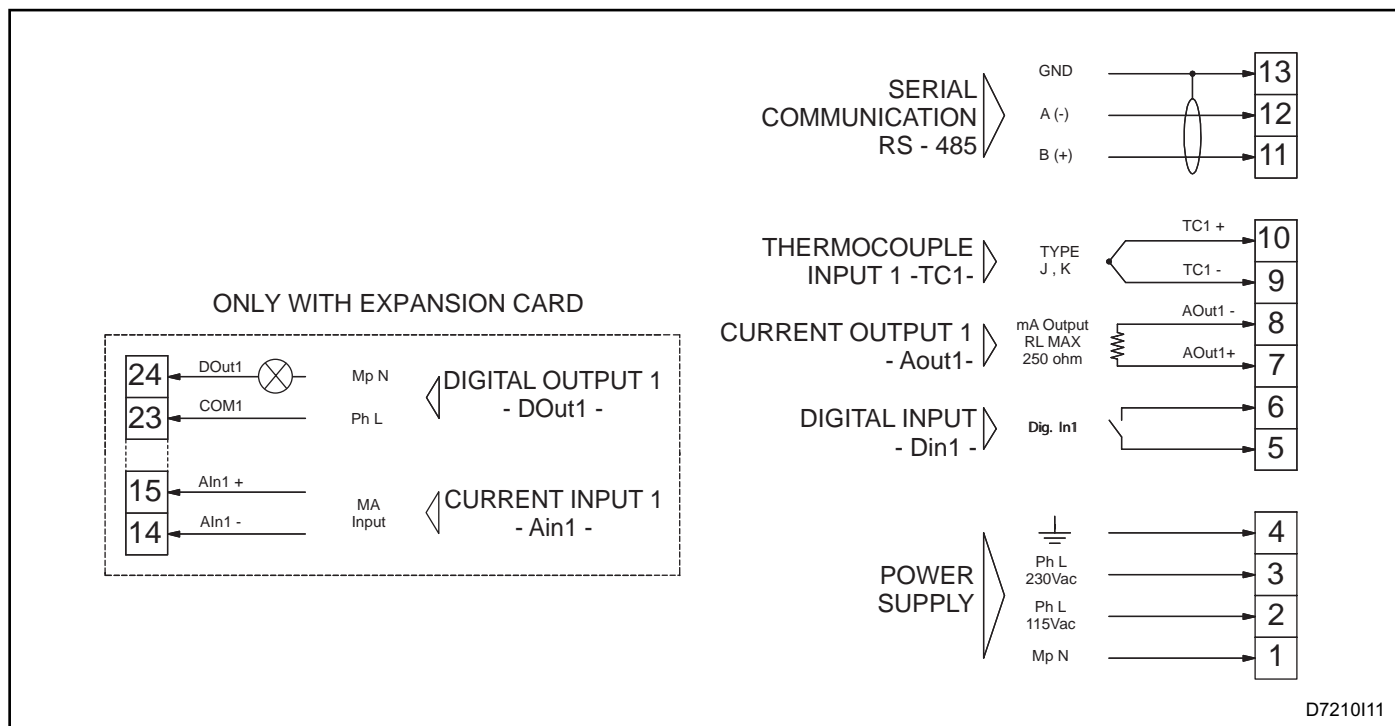 SERIAL
COMMUNICATION
RS - 485
GND
A (-)
B (+)
13
12
11
THERMOCOUPLE
INPUT 1 -TC1-
TYPE
J , K
TC1 +
TC1 -
10
9
CURRENT OUTPUT 1
- Aout1-
mA Output
RL MAX
250 ohm
AOut1 -
AOut1+
8
7
DIGITAL INPUT
- Din1 -
Dig. In1
6
5
POWER
SUPPLY
Ph L
230Vac
Ph L
115Vac
Mp N
4
3
2
1
ONLY WITH EXPANSION CARD
24
DOut1
Mp N
23
COM1
Ph L
DIGITAL OUTPUT 1
- DOut1 -
15
AIn1 +
14
AIn1 -
MA
Input
CURRENT INPUT 1
- Ain1 -
D7210I11